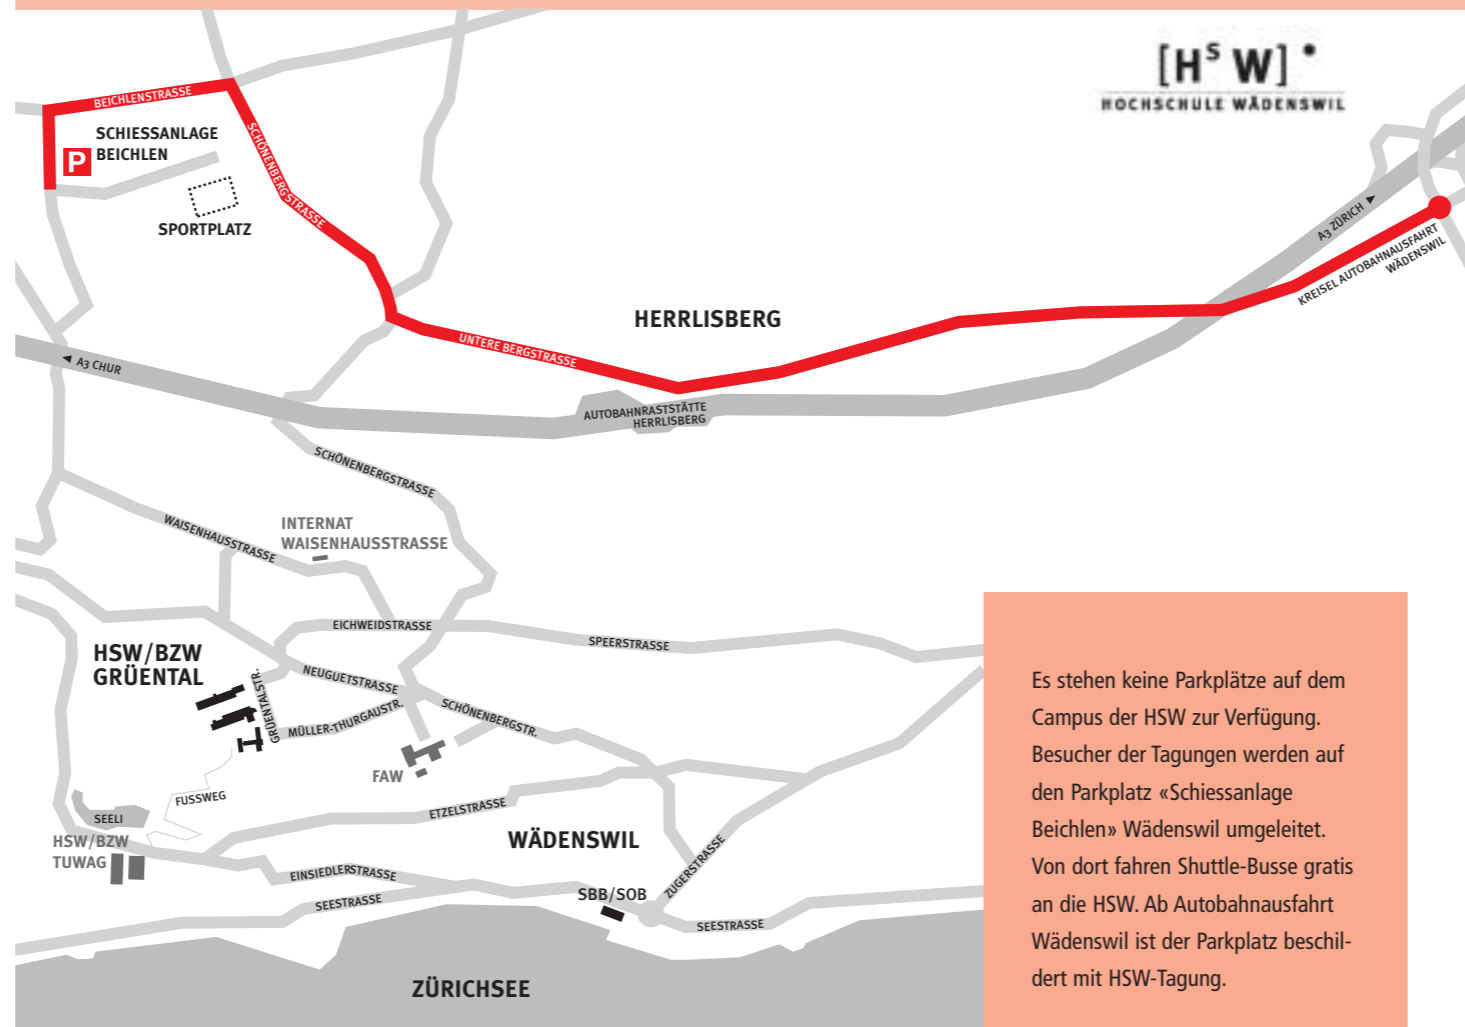 [HS W]•
HOCHSCHULE WÄDENSWIL
BEICHLENSTRASSE
SCHIESSANLAGE
BEICHLEN
P
SCHÖNENBERGSTRASSE
SPORTPLATZ
A3 ZÜRICH ►
KREISEL AUTOBAHNAUSFAHRT
WÄDENSWIL
HERRLISBERG
UNTERE BERGSTRASSE
◄ A3 CHUR
AUTOBAHNRASTSTÄTTE
HERRLISBERG
SCHÖNENBERGSTRASSE
WAISENHAUSSTRASSE
INTERNAT
WAISENHAUSSTRASSE
EICHWEIDSTRASSE
SPEERSTRASSE
HSW/BZW
GRÜENTAL
GRÜENTALSTR.
NEUGUETSTRASSE
MÜLLER-THURGAUSTR.
SCHÖNENBERGSTR.
FAW
FUSSWEG
SEELI
HSW/BZW
TUWAG
ETZELSTRASSE
WÄDENSWIL
EINSIEDLERSTRASSE
SEESTRASSE
SBB/SOB
ZUGERSTRASSE
SEESTRASSE
ZÜRICHSEE
Es stehen keine Parkplätze auf dem
Campus der HSW zur Verfügung.
Besucher der Tagungen werden auf
den Parkplatz «Schiessanlage
Beichlen» Wädenswil umgeleitet.
Von dort fahren Shuttle-Busse gratis
an die HSW. Ab Autobahnausfahrt
Wädenswil ist der Parkplatz beschil-
dert mit HSW-Tagung.